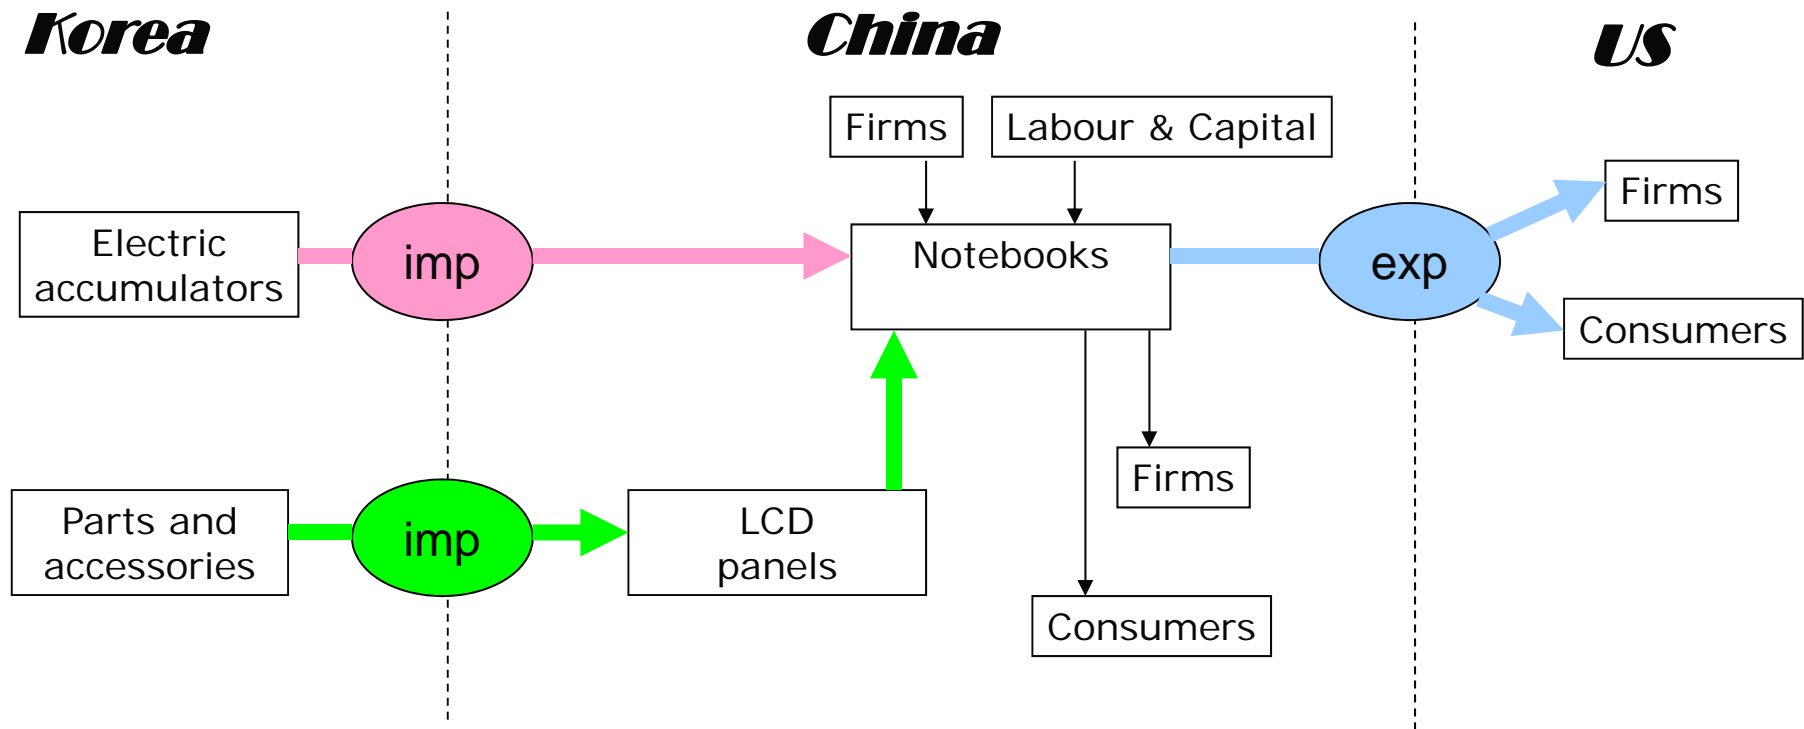 Korea
China
US
Firms
Labour & Capital
Firms
Electric
accumulators
imp
Notebooks
exp
Consumers
Firms
Parts and
accessories
imp
LCD
panels
Consumers